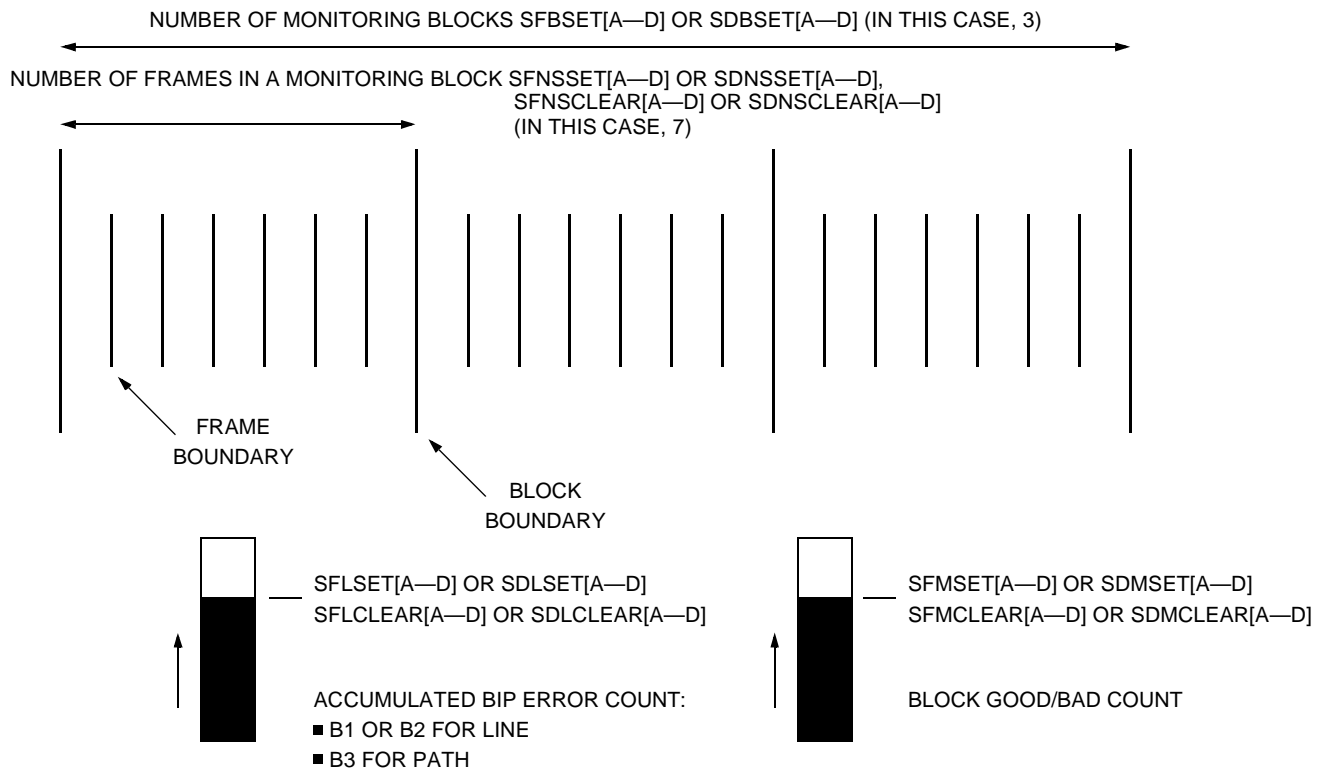 NUMBER OF MONITORING BLOCKS SFBSET[A—D] OR SDBSET[A—D] (IN THIS CASE, 3)
NUMBER OF FRAMES IN A MONITORING BLOCK SFNSSET[A—D] OR SDNSSET[A—D],
SFNSCLEAR[A—D] OR SDNSCLEAR[A—D]
(IN THIS CASE, 7)
FRAME
BOUNDARY
BLOCK
BOUNDARY
SFLSET[A—D] OR SDLSET[A—D]
SFLCLEAR[A—D] OR SDLCLEAR[A—D]
ACCUMULATED BIP ERROR COUNT:
■ B1 OR B2 FOR LINE
■ B3 FOR PATH
SFMSET[A—D] OR SDMSET[A—D]
SFMCLEAR[A—D] OR SDMCLEAR[A—D]
BLOCK GOOD/BAD COUNT